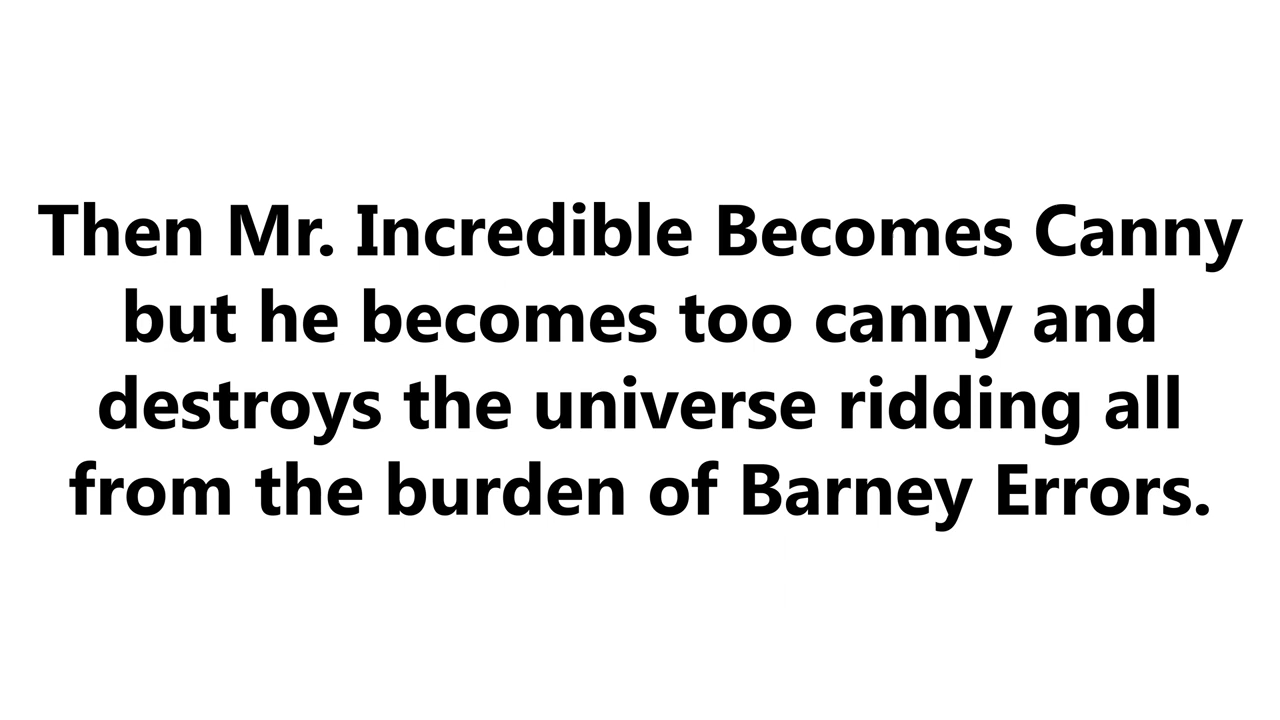 Then Mr. Incredible Becomes Canny
but he becomes too canny and
destroys the universe ridding all
from the burden of Barney Errors.